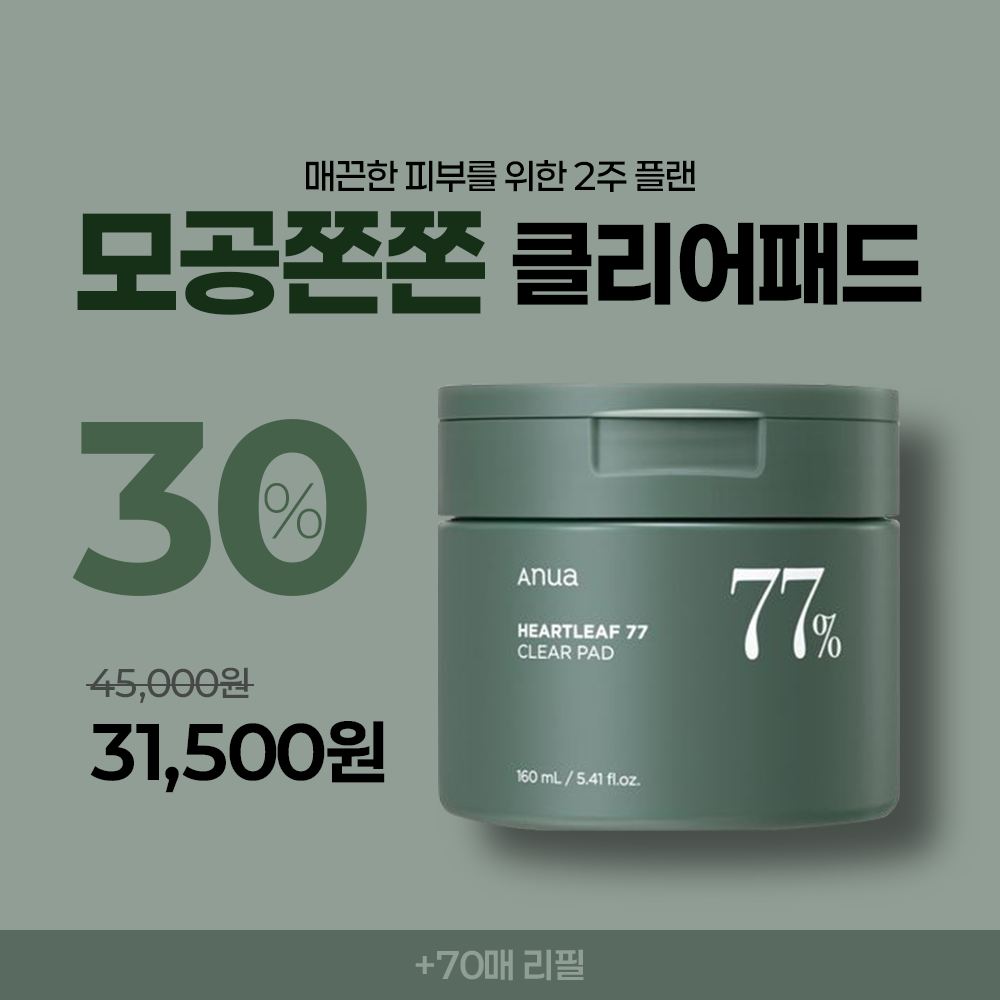 매끈한 피부를 위한 2주 플랜
모공쫀쫀 클리어패드
30%
45,000원
31,500원
Anua
HEARTLEAF 77
CLEAR PAD
77%
160 mL / 5.41 fl.oz.
+70매 리필